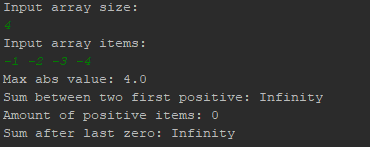 Input array size:
4
Input array items:
-1 -2 -3 -4
Max abs value: 4.0
Sum between two first positive: Infinity
Amount of positive items: 0
Sum after last zero: Infinity